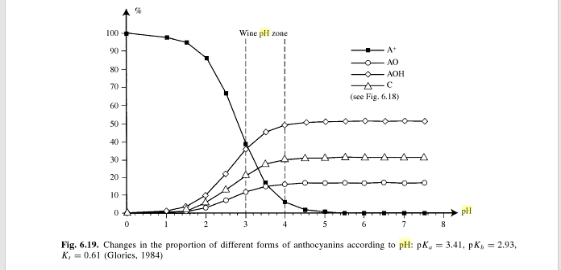 %
100
90
80
70
60
50
40
30
20
10
0
Wine pH zone
A⁺
AO
AOH
C
(see Fig. 6.18)
0 1 2 3 4 5 6 7 8
pH
Fig. 6.19. Changes in the proportion of different forms of anthocyanins according to pH: pKₐ = 3.41, pKₕ = 2.93,
Kₜ = 0.61 (Glories, 1984)